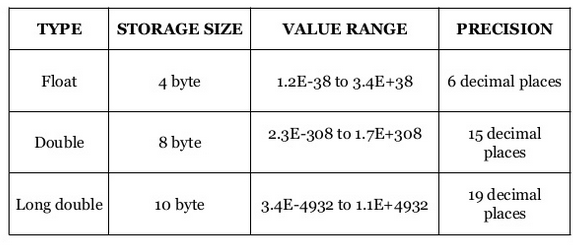 TYPE STORAGE SIZE VALUE RANGE PRECISION
Float 4 byte 1.2E-38 to 3.4E+38 6 decimal places
Double 8 byte 2.3E-308 to 1.7E+308 15 decimal
places
Long double 10 byte 3.4E-4932 to 1.1E+4932 19 decimal
places